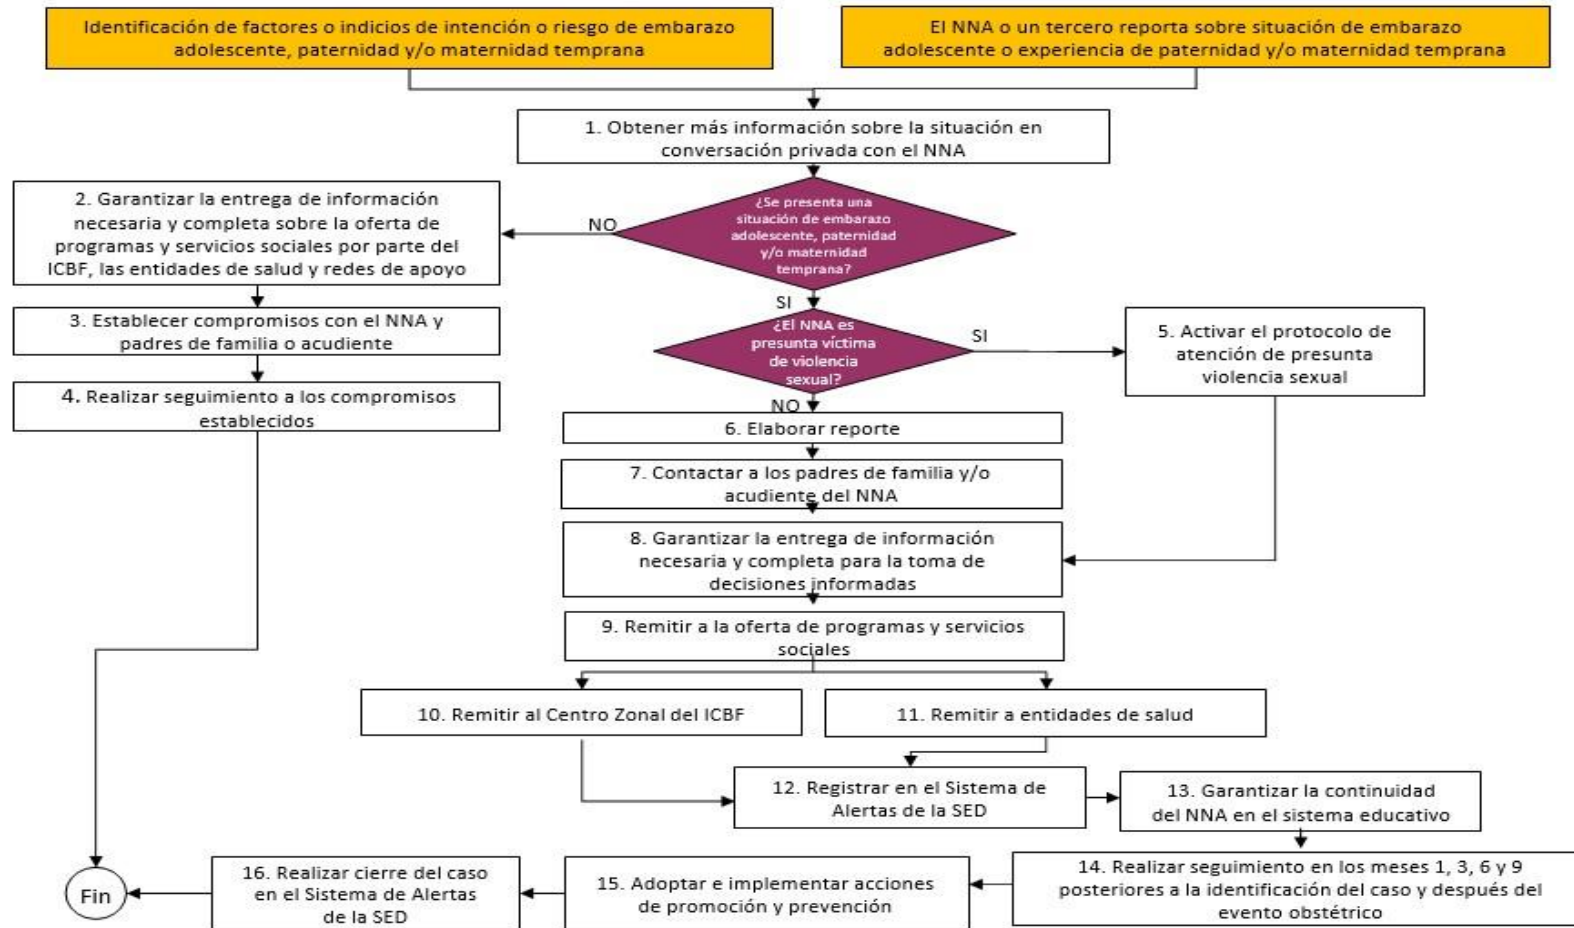 Identificación de factores o indicios de intención o riesgo de embarazo
adolescente, paternidad y/o maternidad temprana
El NNA o un tercero reporta sobre situación de embarazo
adolescente o experiencia de paternidad y/o maternidad temprana
1. Obtener más información sobre la situación en
conversación privada con el NNA
¿Se presenta una
situación de embarazo
adolescente, paternidad
y/o maternidad
temprana?
NO
2. Garantizar la entrega de información
necesaria y completa sobre la oferta de
programas y servicios sociales por parte del
ICBF, las entidades de salud y redes de apoyo
3. Establecer compromisos con el NNA y
padres de familia o acudiente
4. Realizar seguimiento a los compromisos
establecidos
SI
¿El NNA es
presunta víctima
de violencia
sexual?
SI
5. Activar el protocolo de
atención de presunta
violencia sexual
NO
6. Elaborar reporte
7. Contactar a los padres de familia y/o
acudiente del NNA
8. Garantizar la entrega de información
necesaria y completa para la toma de
decisiones informadas
9. Remitir a la oferta de programas y servicios
sociales
10. Remitir al Centro Zonal del ICBF
11. Remitir a entidades de salud
12. Registrar en el Sistema de
Alertas de la SED
13. Garantizar la continuidad
del NNA en el sistema educativo
14. Realizar seguimiento en los meses 1, 3, 6 y 9
posteriores a la identificación del caso y después del
evento obstétrico
15. Adoptar e implementar acciones
de promoción y prevención
16. Realizar cierre del caso
en el Sistema de Alertas
de la SED
Fin